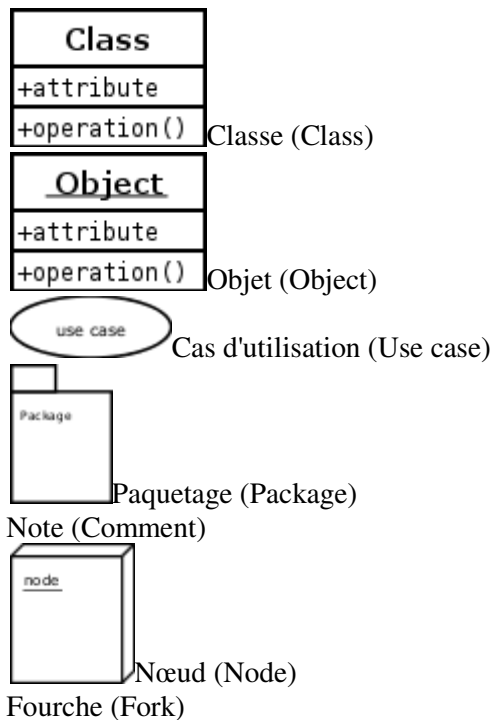 Class
+attribute
+operation() Classe (Class)
Object
+attribute
+operation() Objet (Object)
use case Cas d'utilisation (Use case)
Package
Paquetage (Package)
Note (Comment)
node
Nœud (Node)
Fourche (Fork)